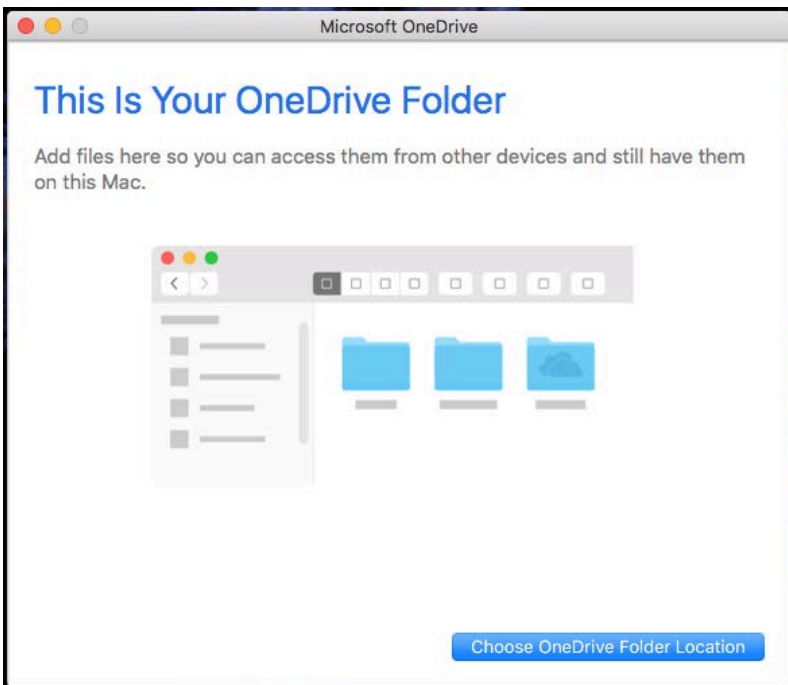 Microsoft OneDrive
This Is Your OneDrive Folder
Add files here so you can access them from other devices and still have them
on this Mac.
Choose OneDrive Folder Location